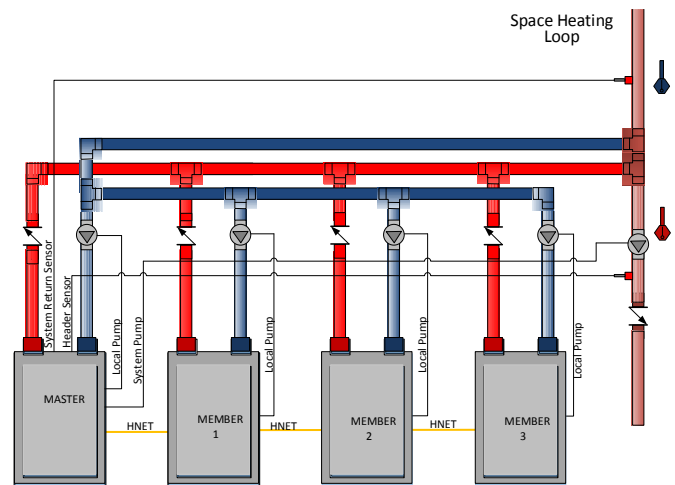 Space Heating
Loop
System Return Sensor
Header Sensor
Local Pump
System Pump
Local Pump
Local Pump
Local Pump
MASTER
HNET
MEMBER
1
HNET
MEMBER
2
HNET
MEMBER
3